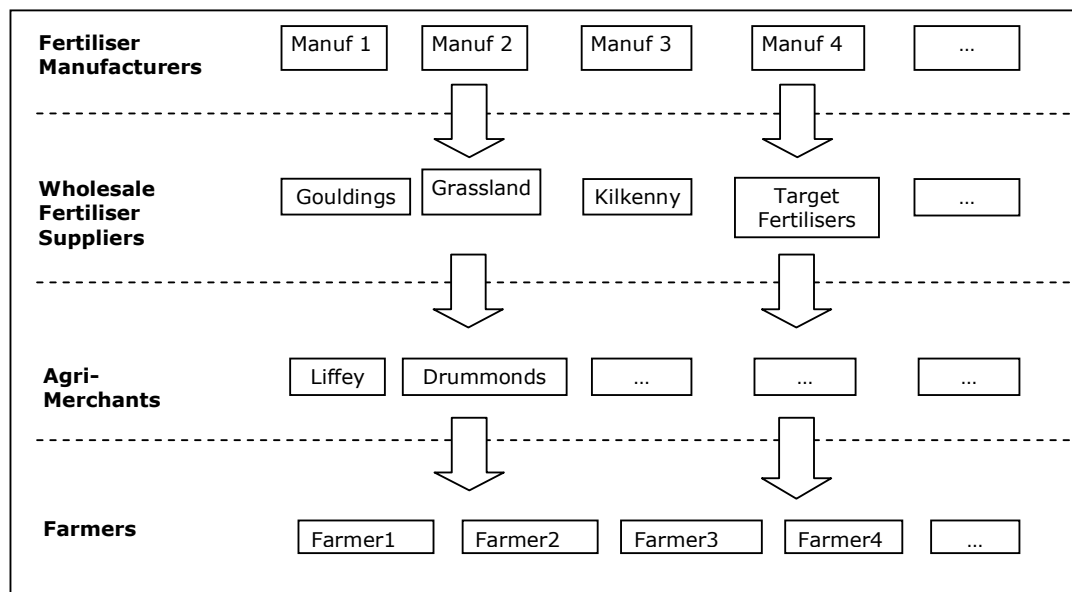 Fertiliser
Manufacturers
Manuf 1
Manuf 2
Manuf 3
Manuf 4
...
Wholesale
Fertiliser
Suppliers
Gouldings
Grassland
Kilkenny
Target
Fertilisers
...
Agri-
Merchants
Liffey
Drummonds
...
...
...
Farmers
Farmer1
Farmer2
Farmer3
Farmer4
...